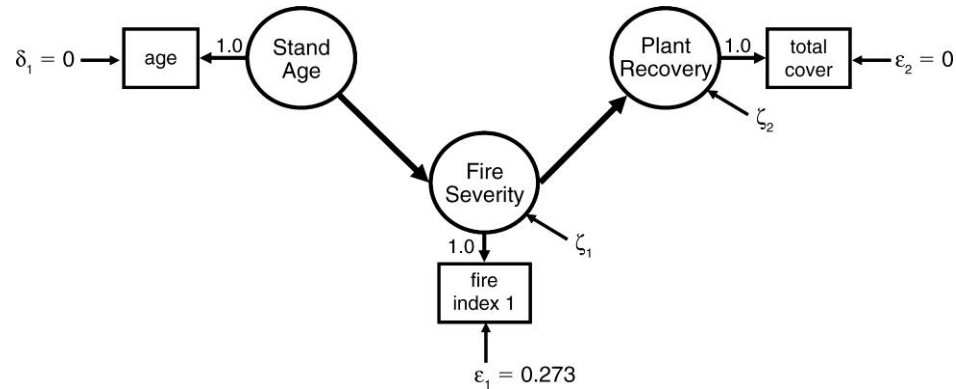 δ₁ = 0
age
1.0
Stand
Age
Plant
Recovery
1.0
total
cover
ε₂ = 0
ζ₂
Fire
Severity
ζ₁
1.0
fire
index 1
ε₁ = 0.273